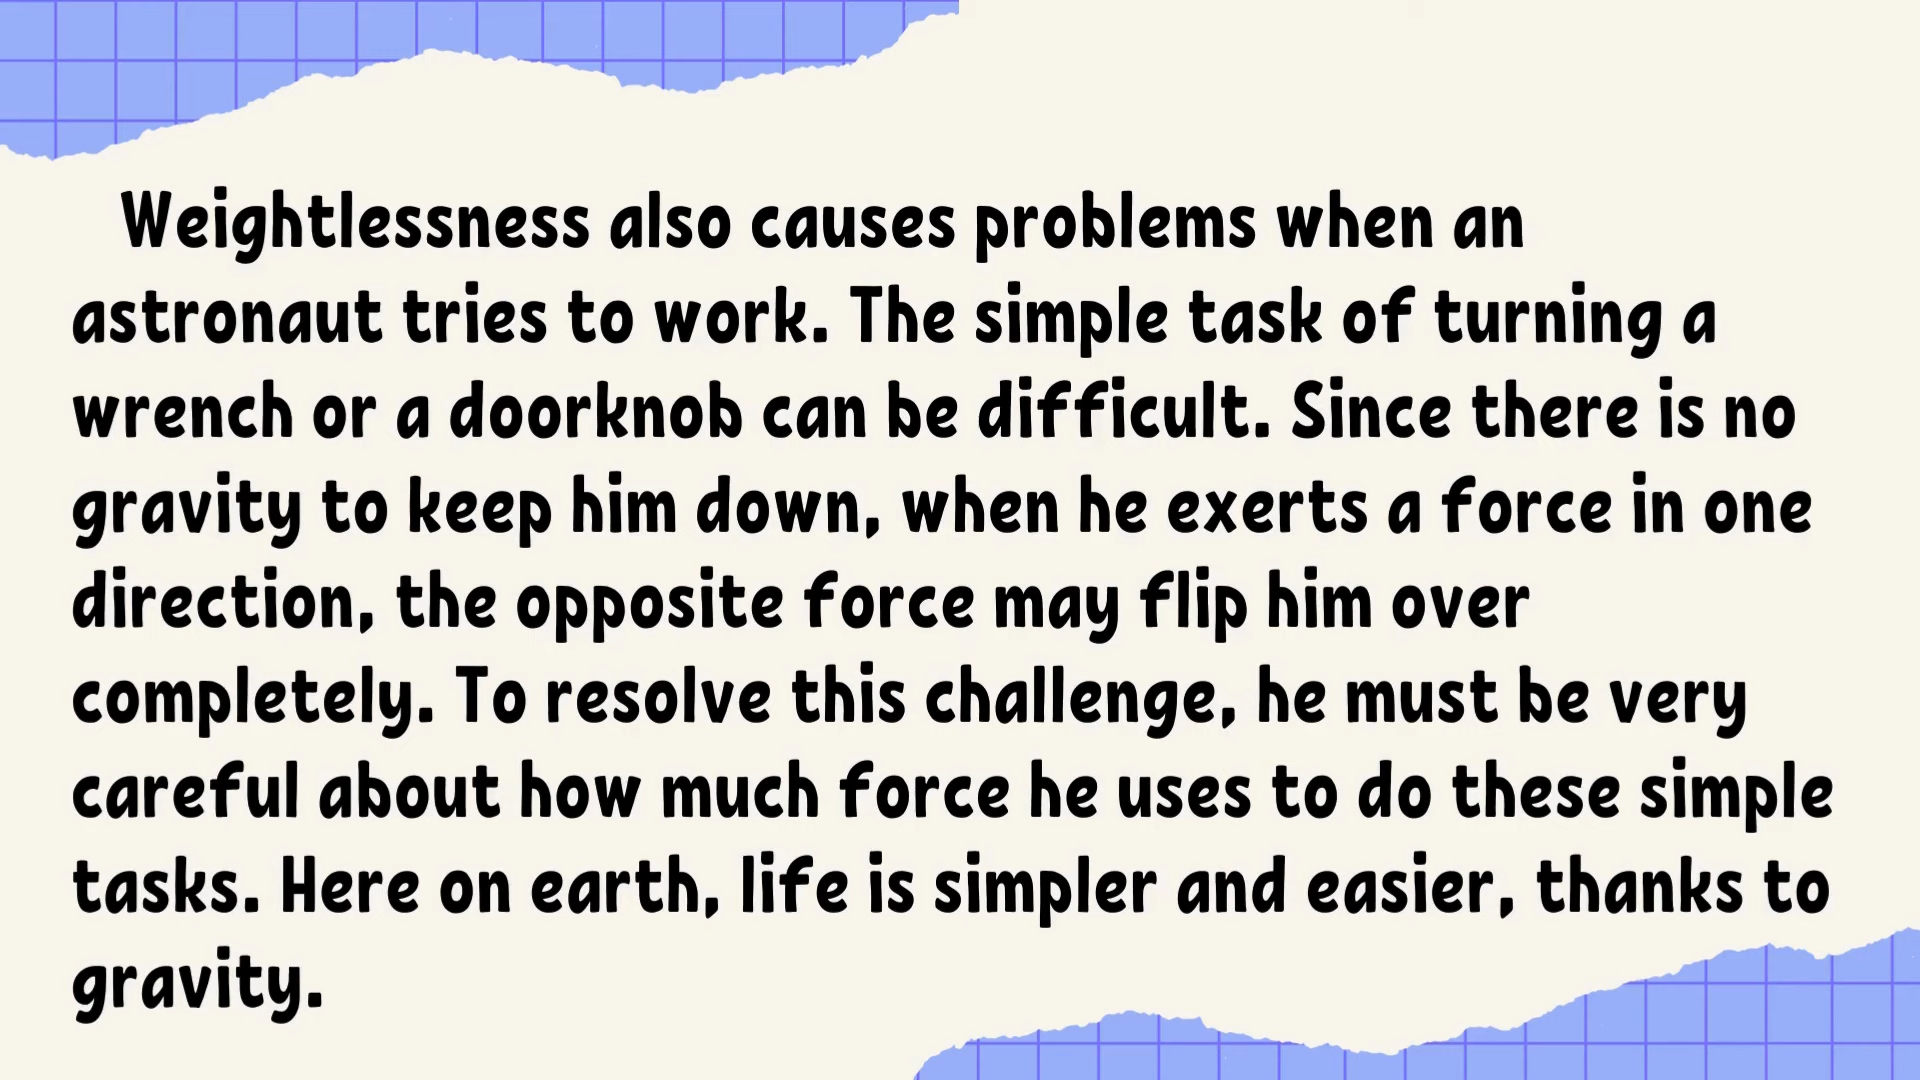 Weightlessness also causes problems when an
astronaut tries to work. The simple task of turning a
wrench or a doorknob can be difficult. Since there is no
gravity to keep him down, when he exerts a force in one
direction, the opposite force may flip him over
completely. To resolve this challenge, he must be very
careful about how much force he uses to do these simple
tasks. Here on earth, life is simpler and easier, thanks to
gravity.